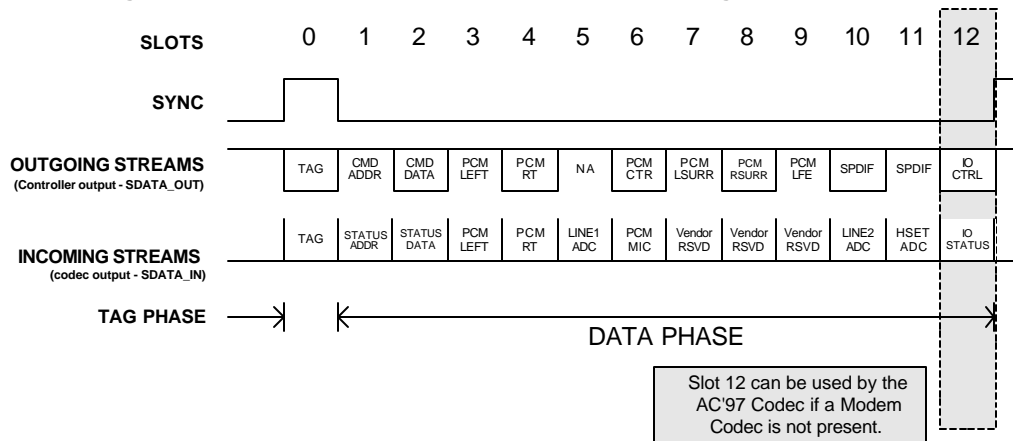 SLOTS 0 1 2 3 4 5 6 7 8 9 10 11 12
SYNC
OUTGOING STREAMS
(Controller output - SDATA_OUT)
TAG
CMD
ADDR
CMD
DATA
PCM
LEFT
PCM
RT
NA
PCM
CTR
PCM
LSURR
PCM
RSURR
PCM
LFE
SPDIF
SPDIF
IO
CTRL
INCOMING STREAMS
(codec output - SDATA_IN)
TAG
STATUS
ADDR
STATUS
DATA
PCM
LEFT
PCM
RT
LINE1
ADC
PCM
MIC
Vendor
RSVD
Vendor
RSVD
Vendor
RSVD
LINE2
ADC
HSET
ADC
IO
STATUS
TAG PHASE
DATA PHASE
Slot 12 can be used by the
AC'97 Codec if a Modem
Codec is not present.